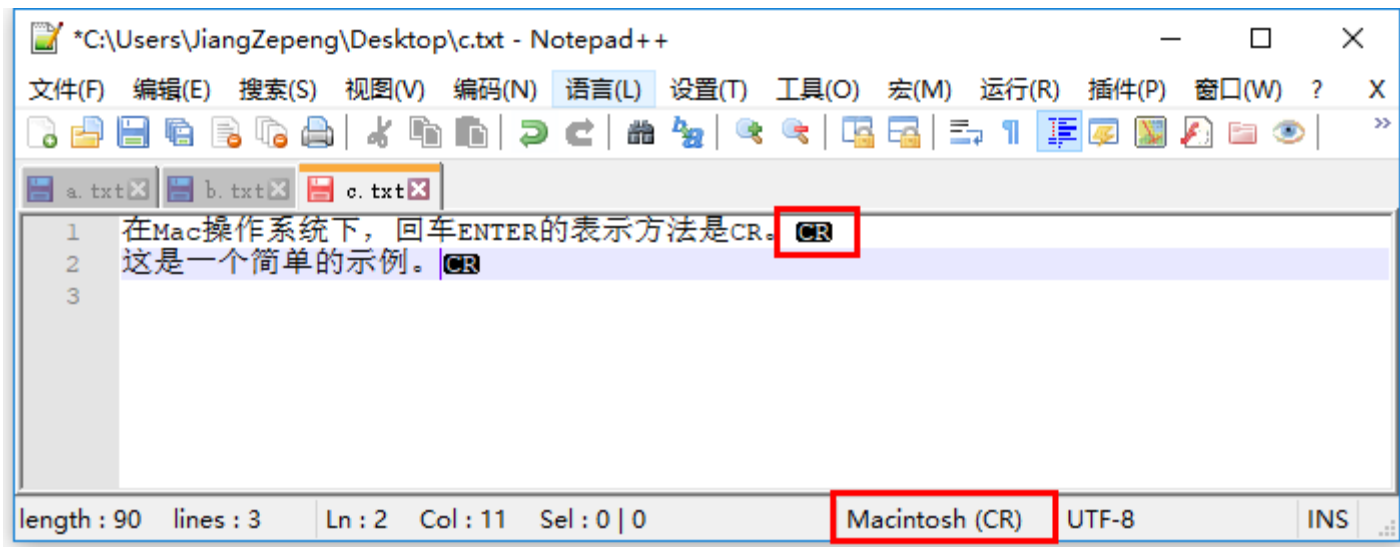 *C:\Users\JiangZepeng\Desktop\c.txt - Notepad++
文件(F) 编辑(E) 搜索(S) 视图(V) 编码(N) 语言(L) 设置(T) 工具(O) 宏(M) 运行(R) 插件(P) 窗口(W) ? X
a.txt b.txt c.txt
1 在Mac操作系统下，回车ENTER的表示方法是CR。CR
2 这是一个简单的示例。CR
3
length : 90 lines : 3 Ln : 2 Col : 11 Sel : 0 | 0 Macintosh (CR) UTF-8 INS